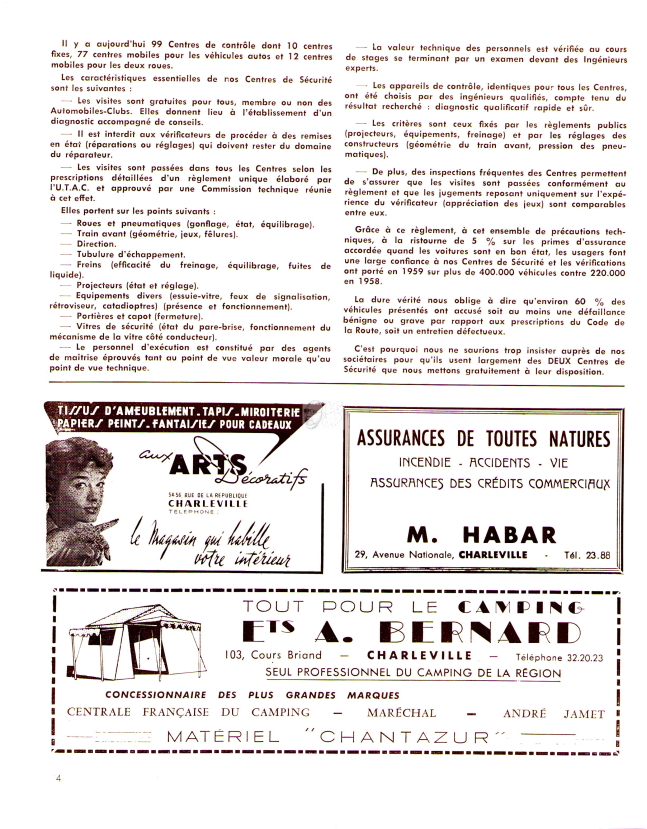 Il y a aujourd'hui 99 Centres de contrôle dont 10 centres
fixes, 77 centres mobiles pour les véhicules autos et 12 centres
mobiles pour les deux roues.
Les caractéristiques essentielles de nos Centres de Sécurité
sont les suivantes :
— Les visites sont gratuites pour tous, membre ou non des
Automobiles-Clubs. Elles donnent lieu à l'établissement d'un
diagnostic accompagné de conseils.
— Il est interdit aux vérificateurs de procéder à des remises
en état (réparations ou réglages) qui doivent rester du domaine
du réparateur.
— Les visites sont passées dans tous les Centres selon les
prescriptions détaillées d'un règlement unique élaboré par
l'U.T.A.C. et approuvé par une Commission technique réunie
à cet effet.
Elles portent sur les points suivants :
— Roues et pneumatiques (gonflage, état, équilibrage).
— Train avant (géométrie, jeux, fêlures).
— Direction.
— Tubulure d'échappement.
— Freins (efficacité du freinage, équilibrage, fuites de
liquide).
— Projecteurs (état et réglage).
— Equipements divers (essuie-vitre, feux de signalisation,
rétroviseur, catadioptres) (présence et fonctionnement).
— Portières et capot (fermeture).
— Vitres de sécurité (état du pare-brise, fonctionnement du
mécanisme de la vitre côté conducteur).
— Le personnel d'exécution est constitué par des agents
de maîtrise éprouvés tant au point de vue valeur morale qu'au
point de vue technique.
— La valeur technique des personnels est vérifiée au cours
de stages se terminant par un examen devant des Ingénieurs
experts.
— Les appareils de contrôle, identiques pour tous les Centres,
ont été choisis par des ingénieurs qualifiés, compte tenu du
résultat recherché : diagnostic qualificatif rapide et sûr.
— Les critères sont ceux fixés par les règlements publics
(projecteurs, équipements, freinage) et par les réglages des
constructeurs (géométrie du train avant, pression des pneu-
matiques).
— De plus, des inspections fréquentes des Centres permettent
de s'assurer que les visites sont passées conformément au
règlement et que les jugements reposant uniquement sur l'expé-
rience du vérificateur (appréciation des jeux) sont comparables
entre eux.
Grâce à ce règlement, à cet ensemble de précautions tech-
niques, à la ristourne de 5 % sur les primes d'assurance
accordée quand les voitures sont en bon état, les usagers font
une large confiance à nos Centres de Sécurité et les vérifications
ont porté en 1959 sur plus de 400.000 véhicules contre 220.000
en 1958.
La dure vérité nous oblige à dire qu'environ 60 % des
véhicules présentés ont accusé soit au moins une défaillance
bénigne ou grave par rapport aux prescriptions du Code de
la Route, soit un entretien défectueux.
C'est pourquoi nous ne saurions trop insister auprès de nos
sociétaires pour qu'ils usent largement des DEUX Centres de
Sécurité que nous mettons gratuitement à leur disposition.
TISSUS D'AMEUBLEMENT - TAPIS - MIROITERIE
PAPIERS PEINTS - FANTAISIES POUR CADEAUX
aux ARTS
Décoratifs
54-56 RUE DE LA REPUBLIQUE
CHARLEVILLE
TELEPHONE :
le Magasin qui habille
votre intérieur
ASSURANCES DE TOUTES NATURES
INCENDIE - ACCIDENTS - VIE
ASSURANCES DES CRÉDITS COMMERCIAUX
M. HABAR
29, Avenue Nationale, CHARLEVILLE - Tél. 23.88
TOUT POUR LE CAMPING
ETS A. BERNARD
103, Cours Briand — CHARLEVILLE — Téléphone 32.20.23
SEUL PROFESSIONNEL DU CAMPING DE LA RÉGION
CONCESSIONNAIRE DES PLUS GRANDES MARQUES
CENTRALE FRANÇAISE DU CAMPING — MARÉCHAL — ANDRÉ JAMET
MATÉRIEL "CHANTAZUR"
4